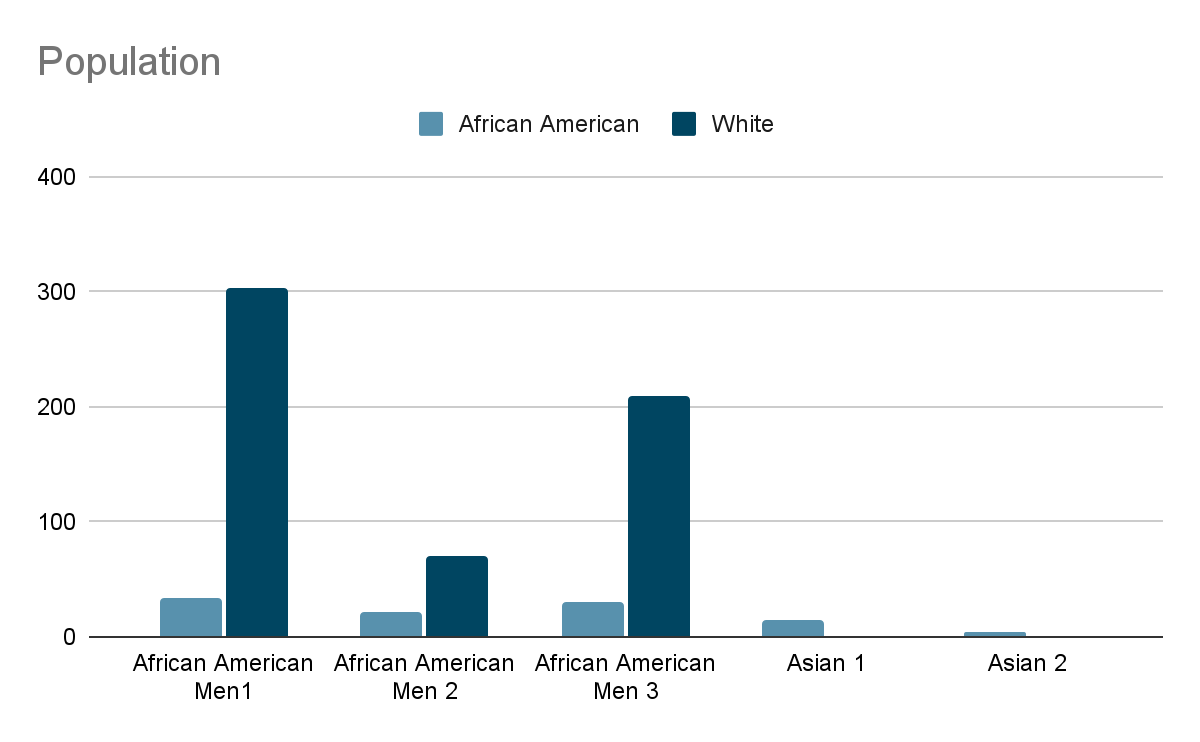 Population
African American
White
400
300
200
100
0
African American
Men1
African American
Men 2
African American
Men 3
Asian 1
Asian 2